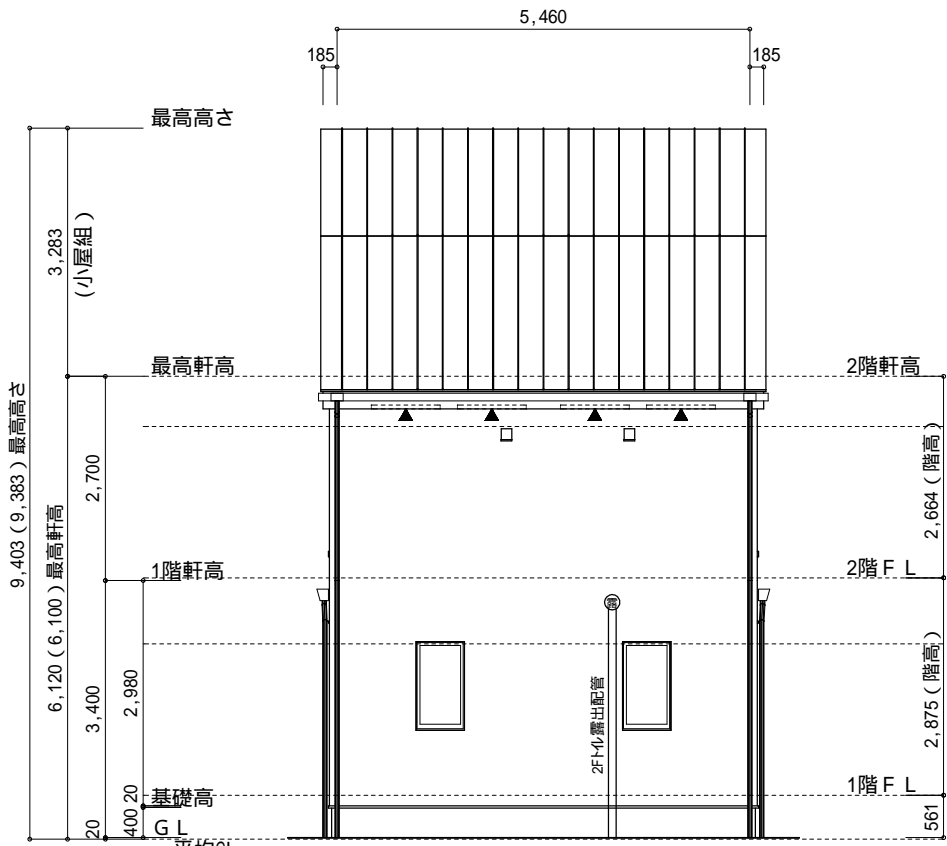 5,460
185
185
最高高さ
3,283
(小屋組)
最高軒高
2階軒高
9,403(9,383)最高高さ
6,120(6,100)最高軒高
2,700
2,664(階高)
1階軒高
2階FL
3,400
2,980
2Fトイレ露出配管
2,875(階高)
1階FL
基礎高
20
400
20
GL
561